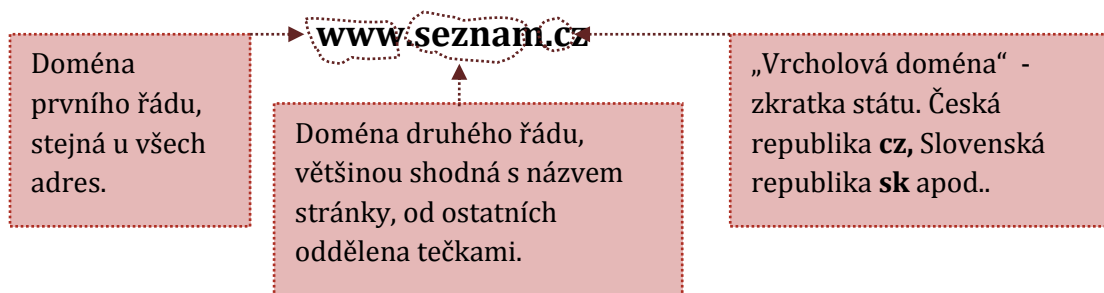 www.seznam.cz
Doména
prvního řádu,
stejná u všech
adres.
Doména druhého řádu,
většinou shodná s názvem
stránky, od ostatních
oddělena tečkami.
„Vrcholová doména“ -
zkratka státu. Česká
republika cz, Slovenská
republika sk apod..